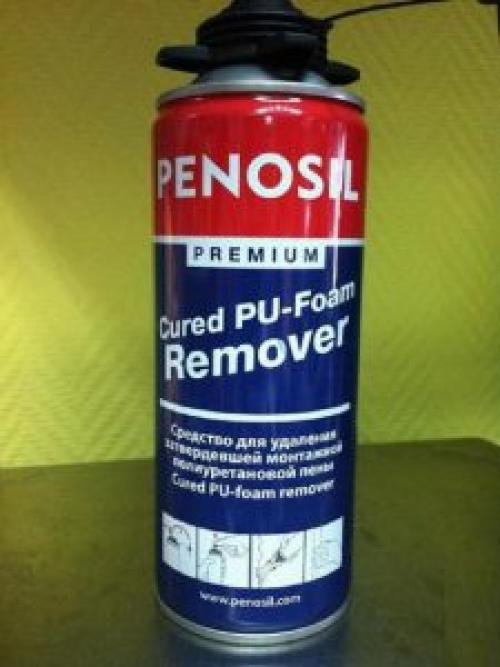 PENOSIL
PREMIUM
Cured PU-Foam
Remover
Средство для удаления
затвердевшей монтажной
полиуретановой пены
Cured PU-foam remover
www.penosil.com